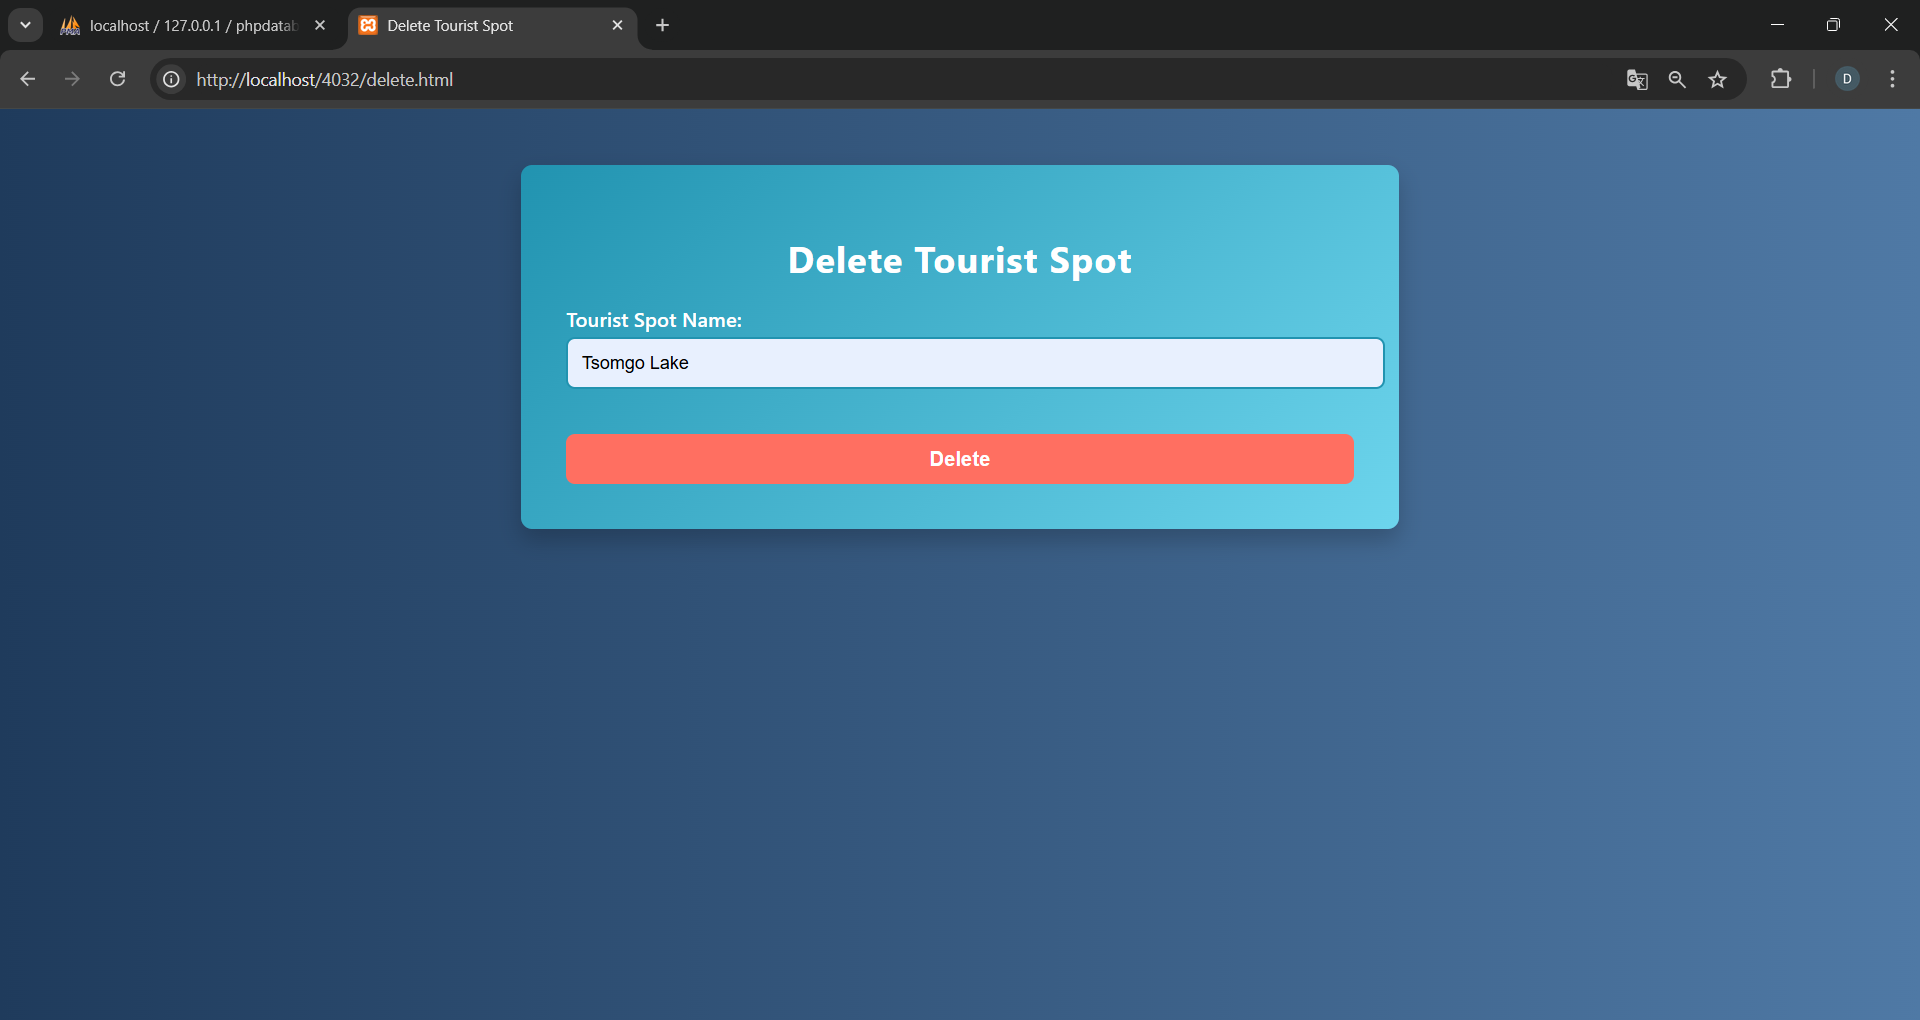 localhost / 127.0.0.1 / phpdatab
Delete Tourist Spot
http://localhost/4032/delete.html
D
Delete Tourist Spot
Tourist Spot Name:
Tsomgo Lake
Delete